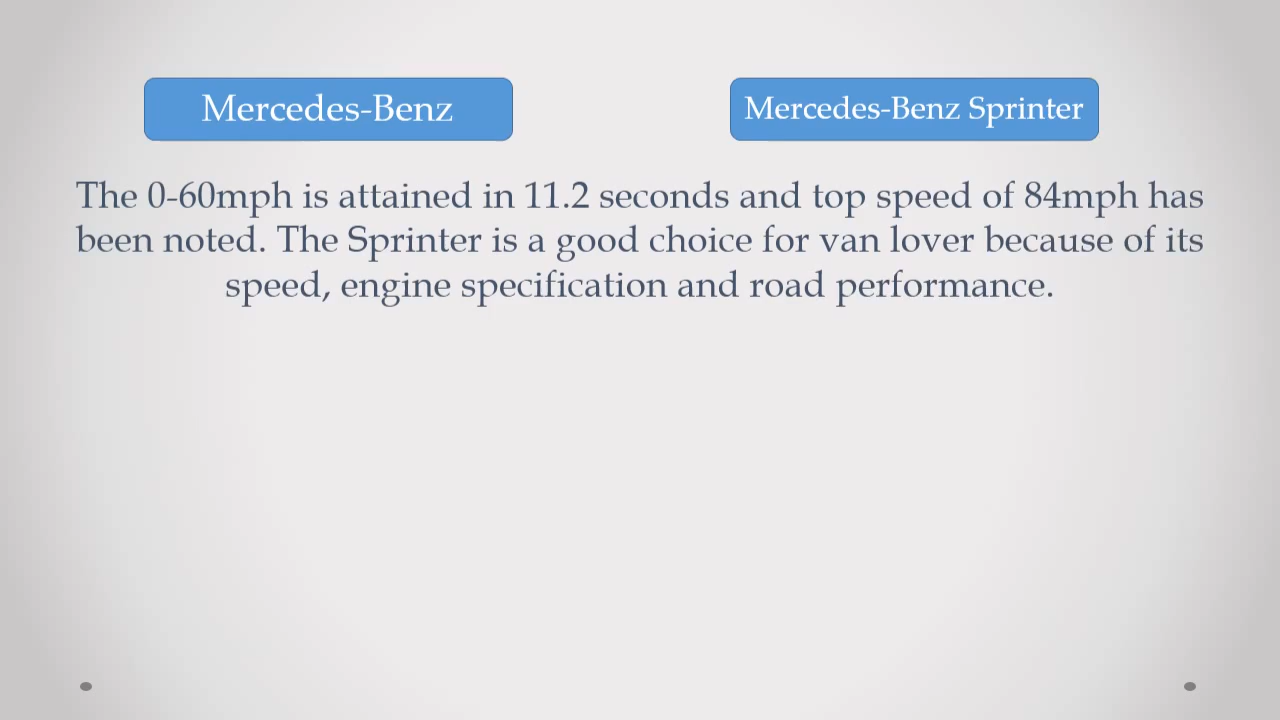 Mercedes-Benz
Mercedes-Benz Sprinter
The 0-60mph is attained in 11.2 seconds and top speed of 84mph has
been noted. The Sprinter is a good choice for van lover because of its
speed, engine specification and road performance.